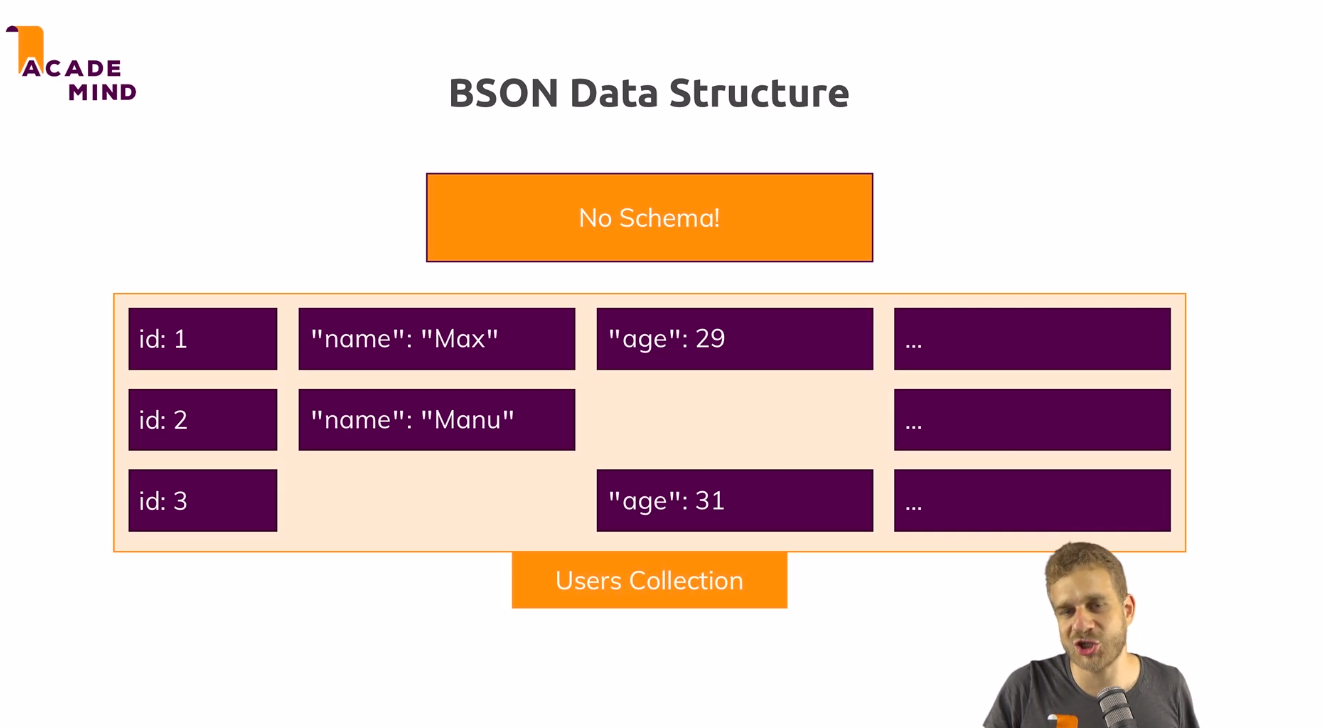 ACADE
MIND
BSON Data Structure
No Schema!
id: 1 "name": "Max" "age": 29 ...
id: 2 "name": "Manu" ...
id: 3 "age": 31 ...
Users Collection